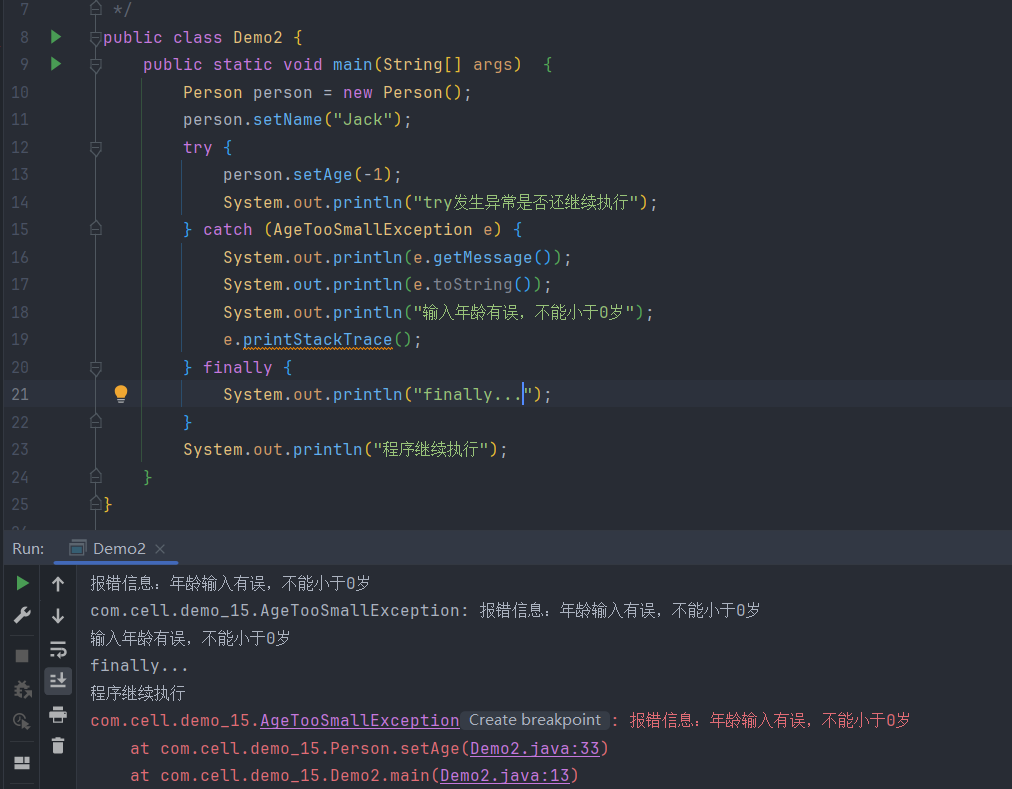 7 */
8 public class Demo2 {
9 public static void main(String[] args)  {
10 Person person = new Person();
11 person.setName("Jack");
12 try {
13 person.setAge(-1);
14 System.out.println("try发生异常是否还继续执行");
15 } catch (AgeTooSmallException e) {
16 System.out.println(e.getMessage());
17 System.out.println(e.toString());
18 System.out.println("输入年龄有误，不能小于0岁");
19 e.printStackTrace();
20 } finally {
21 System.out.println("finally...");
22 }
23 System.out.println("程序继续执行");
24 }
25 }
Run: Demo2
报错信息：年龄输入有误，不能小于0岁
com.cell.demo_15.AgeTooSmallException: 报错信息：年龄输入有误，不能小于0岁
输入年龄有误，不能小于0岁
finally...
程序继续执行
com.cell.demo_15.AgeTooSmallException Create breakpoint : 报错信息：年龄输入有误，不能小于0岁
at com.cell.demo_15.Person.setAge(Demo2.java:33)
at com.cell.demo_15.Demo2.main(Demo2.java:13)